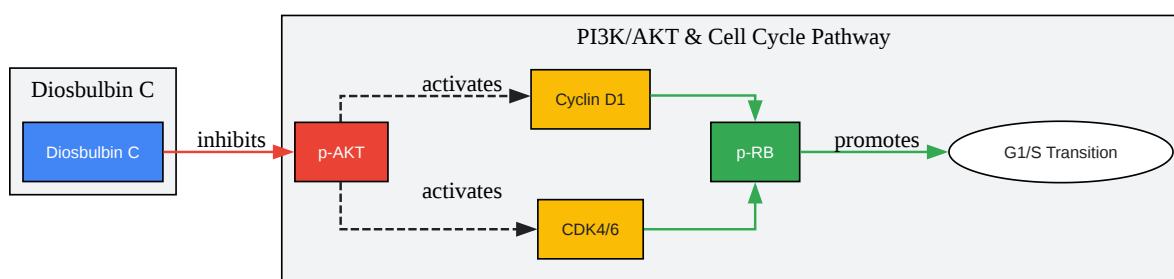 PI3K/AKT & Cell Cycle Pathway
Diosbulbin C
Diosbulbin C
inhibits
p-AKT
activates
Cyclin D1
activates
CDK4/6
p-RB
promotes
G1/S Transition